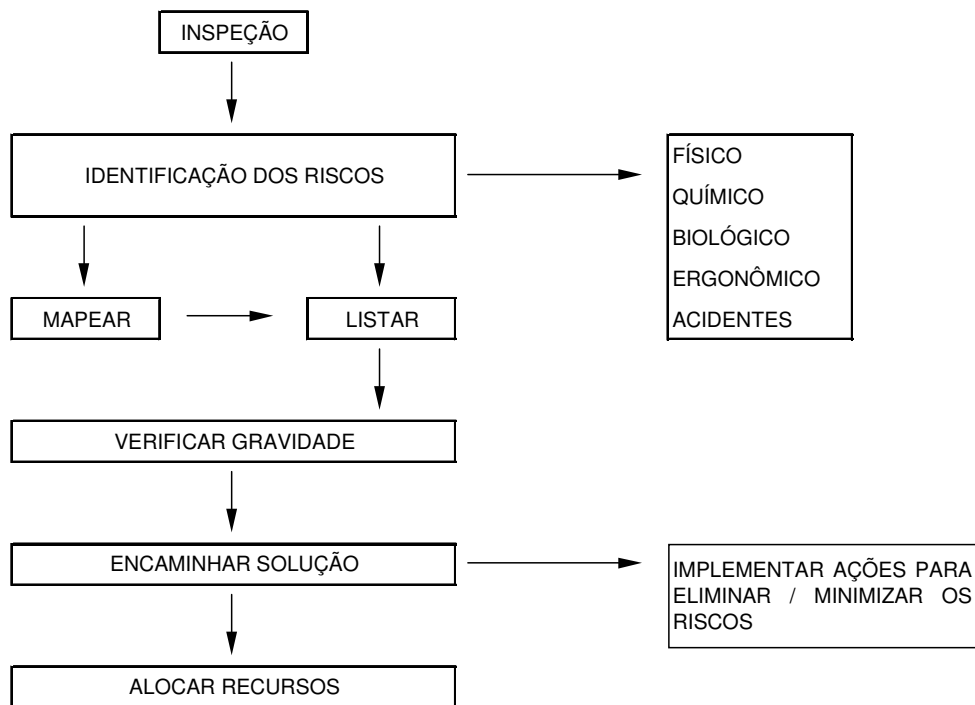 INSPEÇÃO
IDENTIFICAÇÃO DOS RISCOS
FÍSICO
QUÍMICO
BIOLÓGICO
ERGONÔMICO
ACIDENTES
MAPEAR
LISTAR
VERIFICAR GRAVIDADE
ENCAMINHAR SOLUÇÃO
IMPLEMENTAR AÇÕES PARA
ELIMINAR / MINIMIZAR OS
RISCOS
ALOCAR RECURSOS